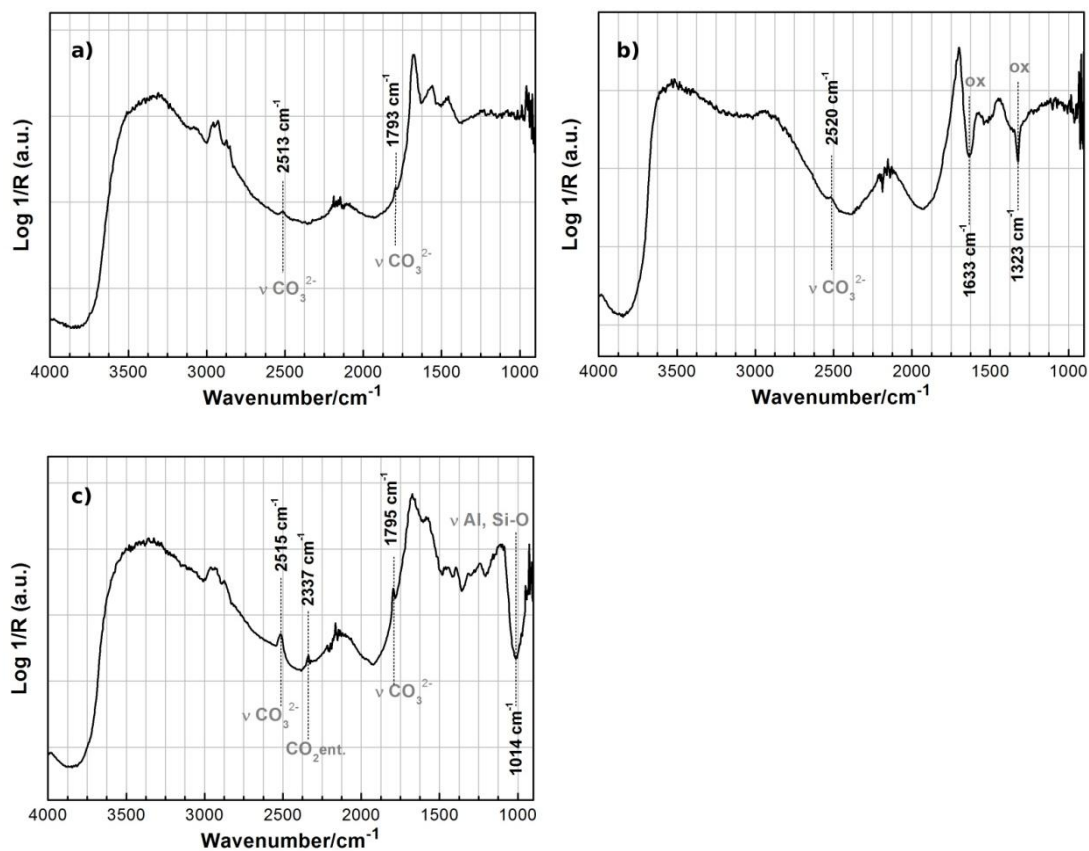 a)
2513 cm⁻¹
1793 cm⁻¹
ν CO₃²⁻
ν CO₃²⁻
Log 1/R (a.u.)
4000 3500 3000 2500 2000 1500 1000
Wavenumber/cm⁻¹
b)
ox
ox
2520 cm⁻¹
1633 cm⁻¹
1323 cm⁻¹
ν CO₃²⁻
Log 1/R (a.u.)
4000 3500 3000 2500 2000 1500 1000
Wavenumber/cm⁻¹
c)
2515 cm⁻¹
2337 cm⁻¹
1795 cm⁻¹
ν Al, Si-O
ν CO₃²⁻
CO₂ent.
ν CO₃²⁻
1014 cm⁻¹
Log 1/R (a.u.)
4000 3500 3000 2500 2000 1500 1000
Wavenumber/cm⁻¹